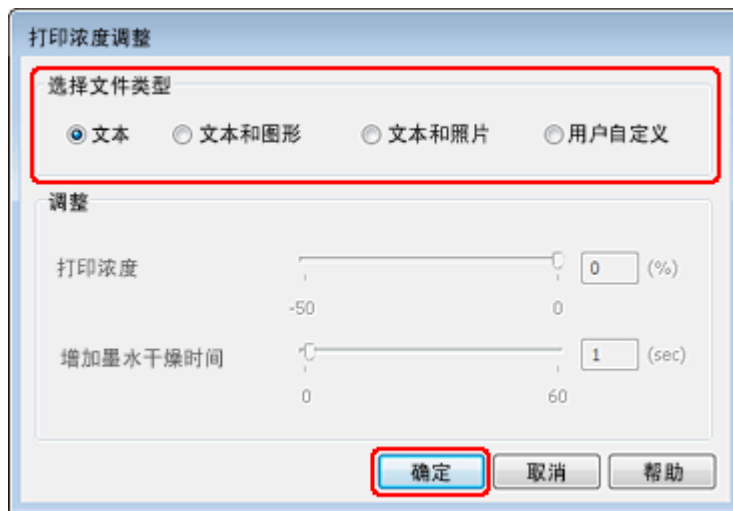 打印浓度调整
选择文件类型
文本 文本和图形 文本和照片 用户自定义
调整
打印浓度 0 (%)
-50 0
增加墨水干燥时间 1 (sec)
0 60
确定 取消 帮助